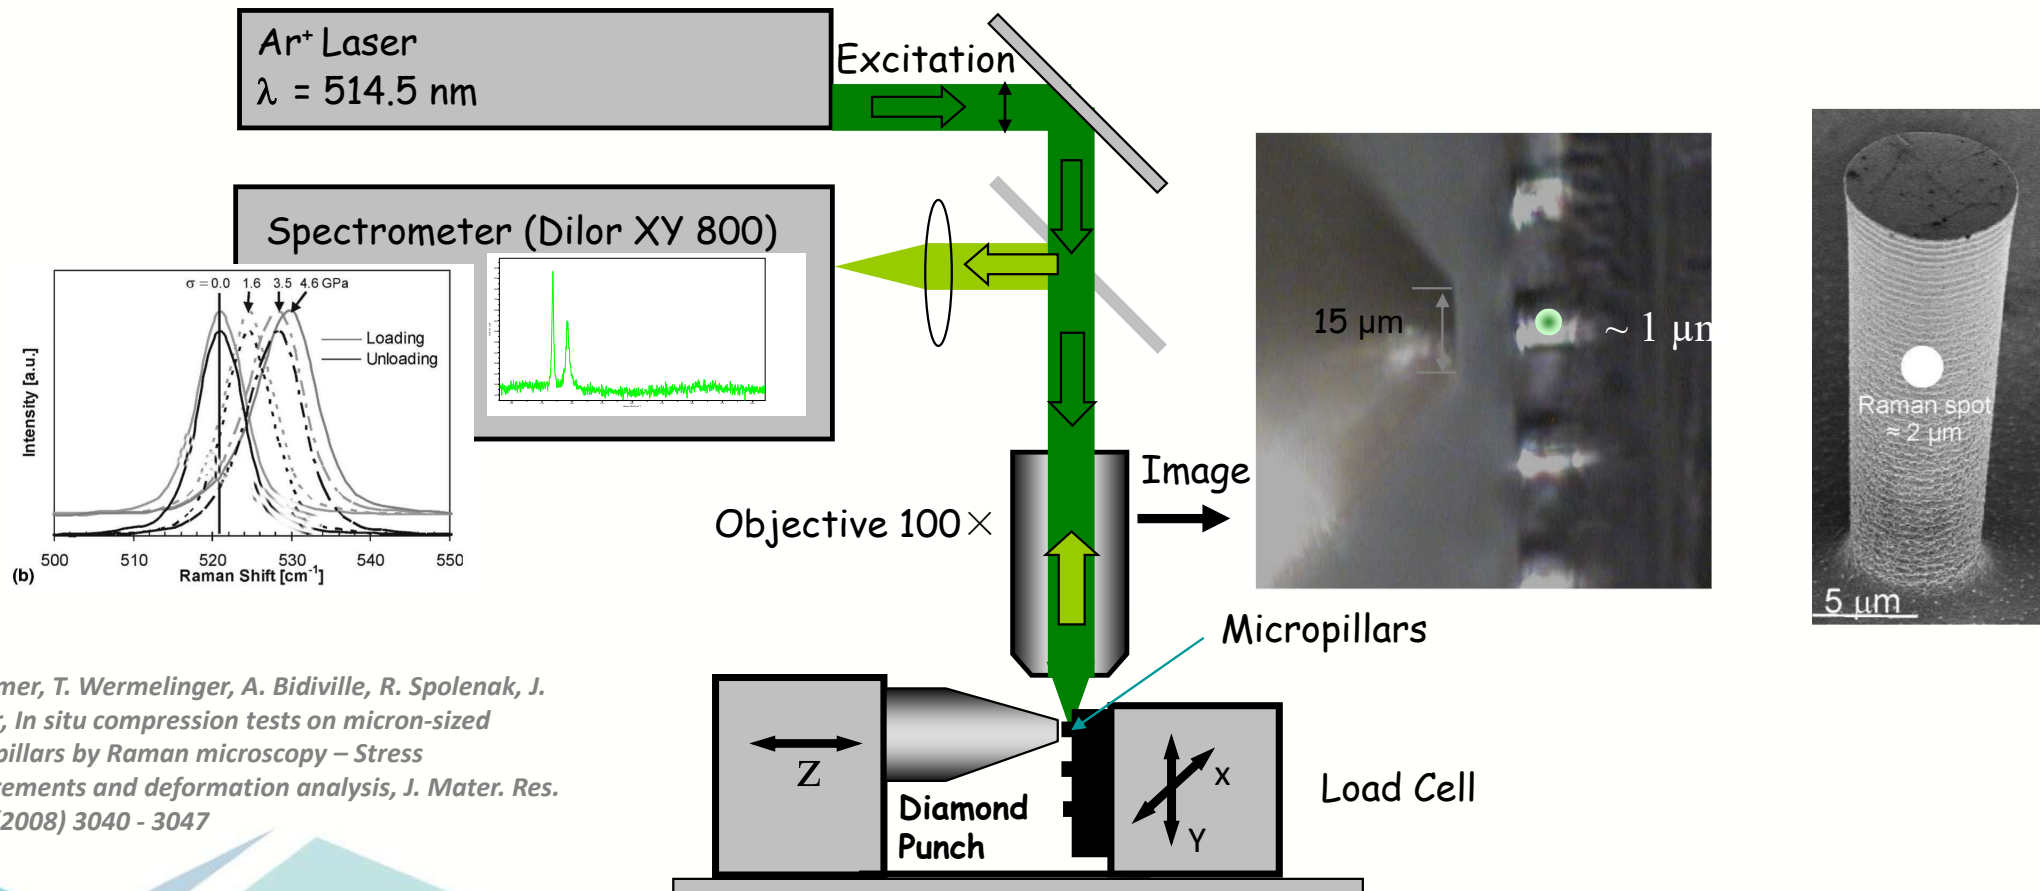 Ar⁺ Laser
λ = 514.5 nm
Excitation
Spectrometer (Dilor XY 800)
σ = 0.0 1.6 3.5 4.6 GPa
Loading
Unloading
Intensity [a.u.]
500 510 520 530 540 550
Raman Shift [cm⁻¹]
(b)
15 µm
~ 1 µm
Raman spot
≈ 2 µm
5 µm
Image
Objective 100×
Micropillars
mer, T. Wermelinger, A. Bidiville, R. Spolenak, J.
r, In situ compression tests on micron-sized
pillars by Raman microscopy – Stress
rements and deformation analysis, J. Mater. Res.
(2008) 3040 - 3047
Z
Diamond
Punch
x
Y
Load Cell